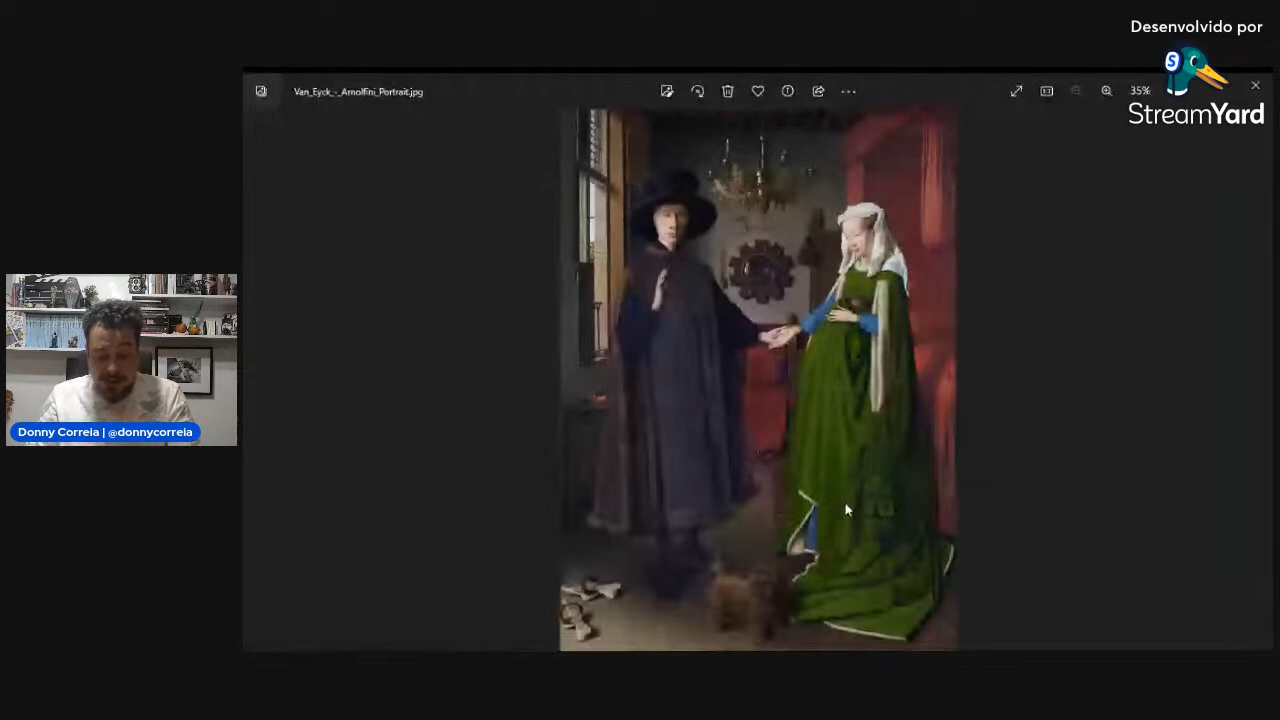 Desenvolvido por
StreamYard
Van_Eyck_-_Arnolfini_Portrait.jpg
35%
Donny Correia | @donnycorreia